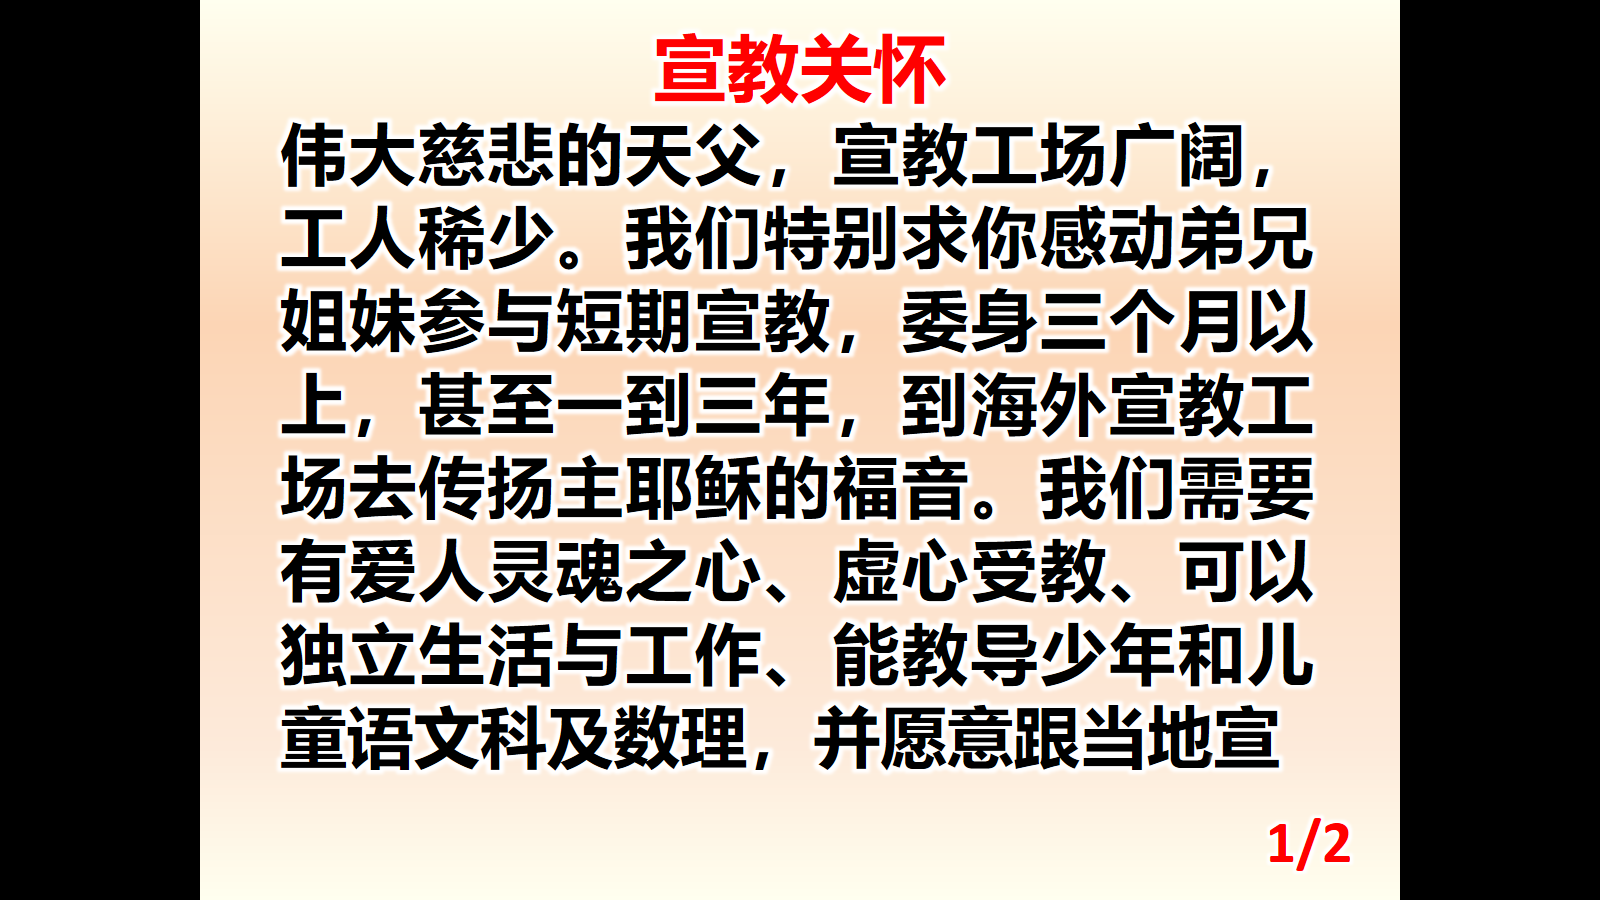 宣教关怀
伟大慈悲的天父，宣教工场广阔，
工人稀少。我们特别求你感动弟兄
姐妹参与短期宣教，委身三个月以
上，甚至一到三年，到海外宣教工
场去传扬主耶稣的福音。我们需要
有爱人灵魂之心、虚心受教、可以
独立生活与工作、能教导少年和儿
童语文科及数理，并愿意跟当地宣
1/2